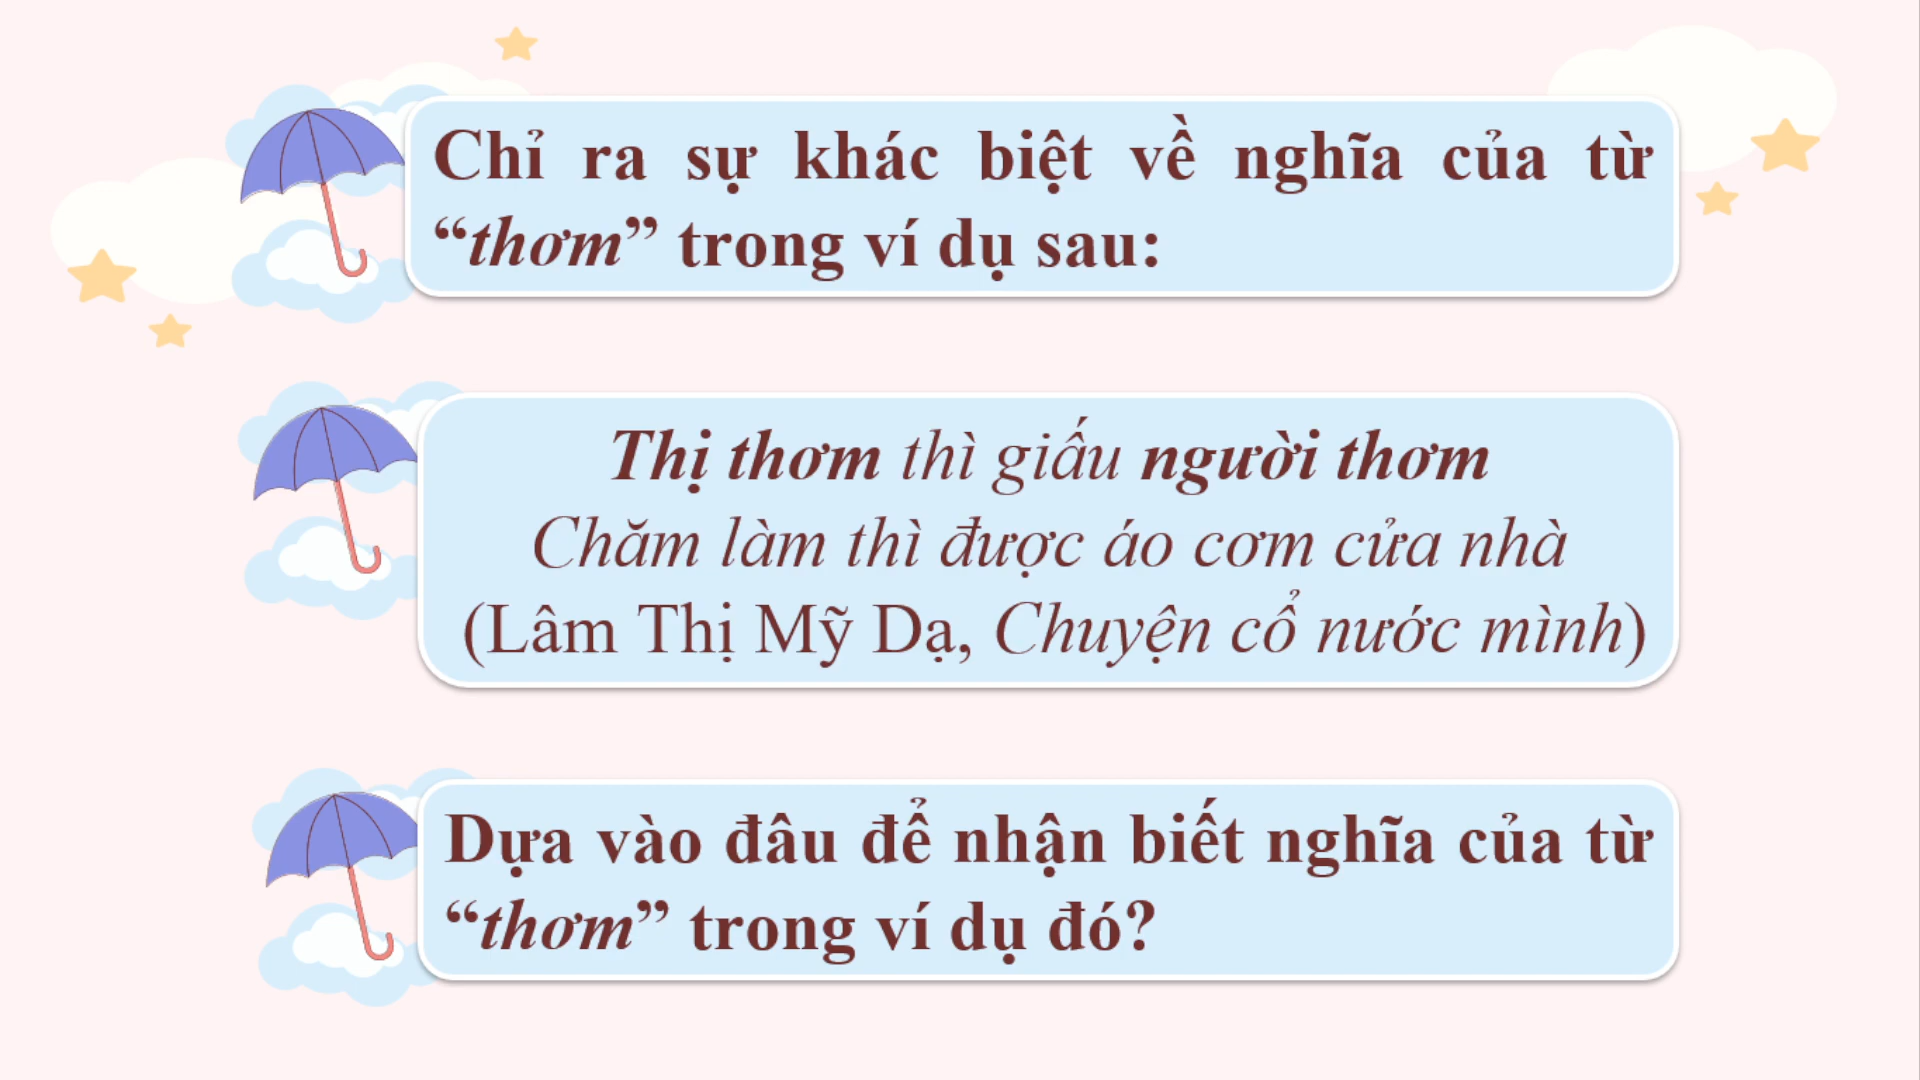 Chỉ ra sự khác biệt về nghĩa của từ
“thơm” trong ví dụ sau:
Thị thơm thì giấu người thơm
Chăm làm thì được áo cơm cửa nhà
(Lâm Thị Mỹ Dạ, Chuyện cổ nước mình)
Dựa vào đâu để nhận biết nghĩa của từ
“thơm” trong ví dụ đó?